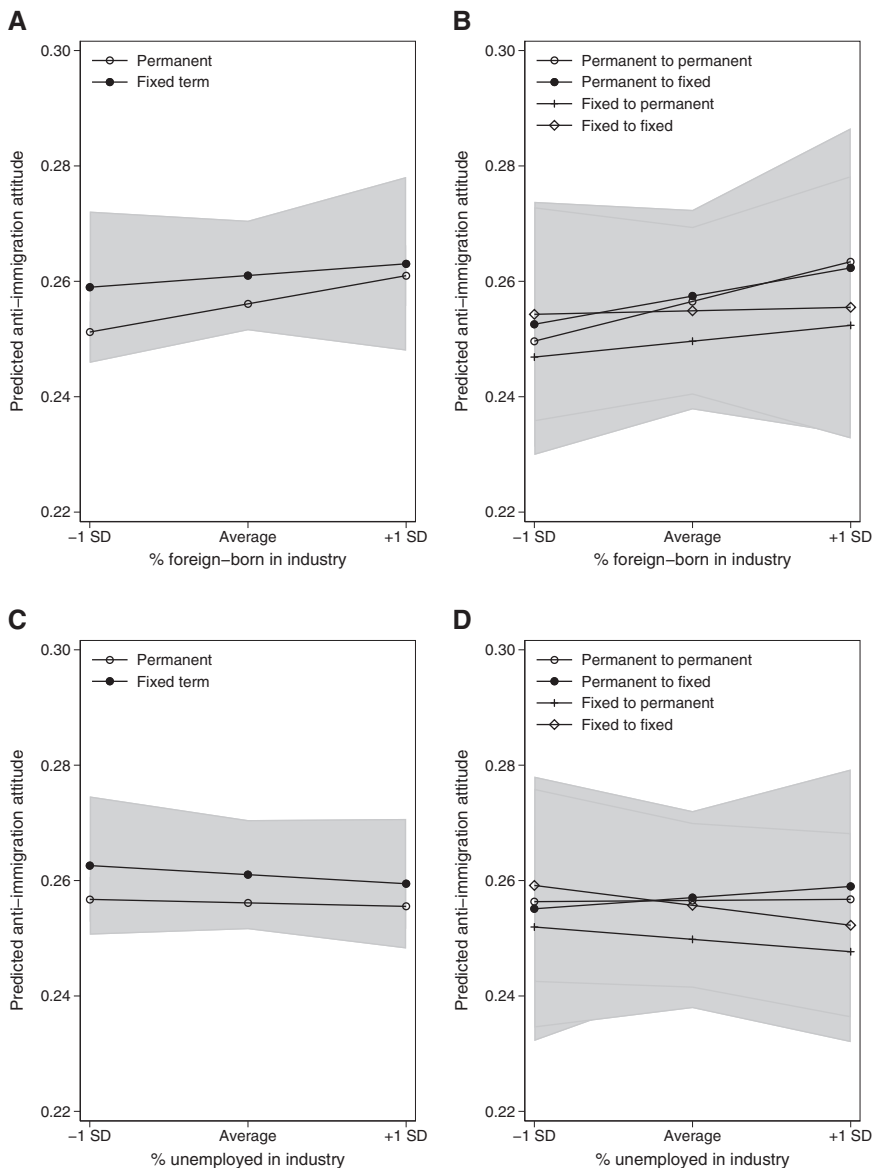 A
0.30
0.28
0.26
0.24
0.22
Predicted anti−immigration attitude
Permanent
Fixed term
−1 SD Average +1 SD
% foreign−born in industry
B
0.30
0.28
0.26
0.24
0.22
Predicted anti−immigration attitude
Permanent to permanent
Permanent to fixed
Fixed to permanent
Fixed to fixed
−1 SD Average +1 SD
% foreign−born in industry
C
0.30
0.28
0.26
0.24
0.22
Predicted anti−immigration attitude
Permanent
Fixed term
−1 SD Average +1 SD
% unemployed in industry
D
0.30
0.28
0.26
0.24
0.22
Predicted anti−immigration attitude
Permanent to permanent
Permanent to fixed
Fixed to permanent
Fixed to fixed
−1 SD Average +1 SD
% unemployed in industry